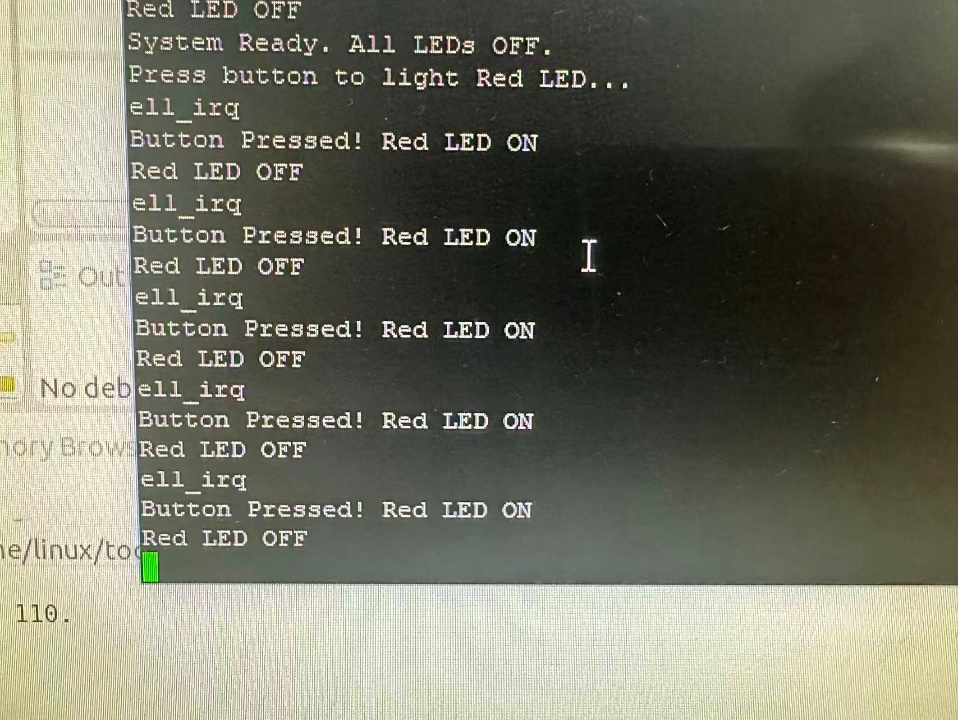 Red LED OFF
System Ready. All LEDs OFF.
Press button to light Red LED...
ell_irq
Button Pressed! Red LED ON
Red LED OFF
ell_irq
Button Pressed! Red LED ON
Red LED OFF
ell_irq
Button Pressed! Red LED ON
Red LED OFF
ell_irq
Button Pressed! Red LED ON
Red LED OFF
ell_irq
Button Pressed! Red LED ON
Red LED OFF
Out
No deb
ory Brows
e/linux/too
110.